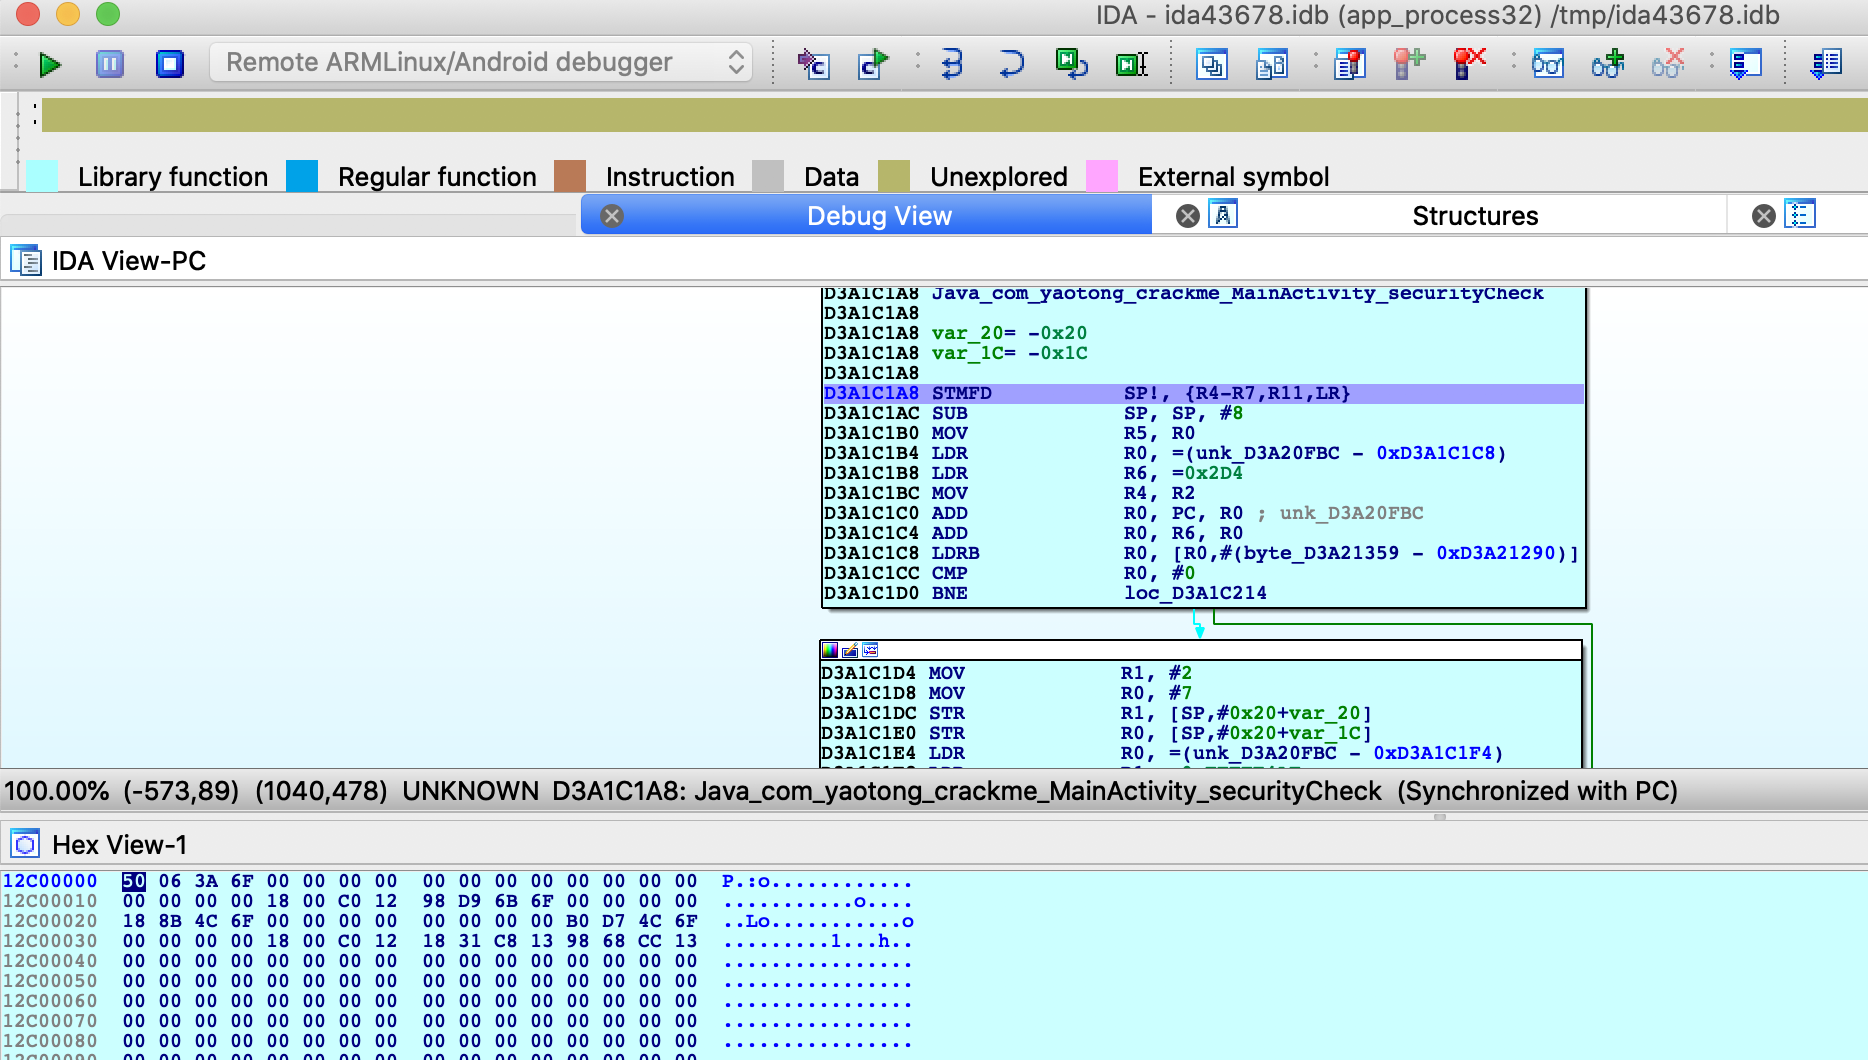 IDA - ida43678.idb (app_process32) /tmp/ida43678.idb
Remote ARMLinux/Android debugger
Library function Regular function Instruction Data Unexplored External symbol
Debug View Structures
IDA View-PC
D3A1C1A8 Java_com_yaotong_crackme_MainActivity_securityCheck
D3A1C1A8
D3A1C1A8 var_20= -0x20
D3A1C1A8 var_1C= -0x1C
D3A1C1A8
D3A1C1A8 STMFD SP!, {R4-R7,R11,LR}
D3A1C1AC SUB SP, SP, #8
D3A1C1B0 MOV R5, R0
D3A1C1B4 LDR R0, =(unk_D3A20FBC - 0xD3A1C1C8)
D3A1C1B8 LDR R6, =0x2D4
D3A1C1BC MOV R4, R2
D3A1C1C0 ADD R0, PC, R0 ; unk_D3A20FBC
D3A1C1C4 ADD R0, R6, R0
D3A1C1C8 LDRB R0, [R0,#(byte_D3A21359 - 0xD3A21290)]
D3A1C1CC CMP R0, #0
D3A1C1D0 BNE loc_D3A1C214
D3A1C1D4 MOV R1, #2
D3A1C1D8 MOV R0, #7
D3A1C1DC STR R1, [SP,#0x20+var_20]
D3A1C1E0 STR R0, [SP,#0x20+var_1C]
D3A1C1E4 LDR R0, =(unk_D3A20FBC - 0xD3A1C1F4)
100.00% (-573,89) (1040,478) UNKNOWN D3A1C1A8: Java_com_yaotong_crackme_MainActivity_securityCheck (Synchronized with PC)
Hex View-1
12C00000 50 06 3A 6F 00 00 00 00 00 00 00 00 00 00 00 00 P.:o............
12C00010 00 00 00 00 18 00 C0 12 98 D9 6B 6F 00 00 00 00 ...........o....
12C00020 18 8B 4C 6F 00 00 00 00 00 00 00 00 B0 D7 4C 6F ..Lo...........o
12C00030 00 00 00 00 18 00 C0 12 18 31 C8 13 98 68 CC 13 .........1...h..
12C00040 00 00 00 00 00 00 00 00 00 00 00 00 00 00 00 00 ................
12C00050 00 00 00 00 00 00 00 00 00 00 00 00 00 00 00 00 ................
12C00060 00 00 00 00 00 00 00 00 00 00 00 00 00 00 00 00 ................
12C00070 00 00 00 00 00 00 00 00 00 00 00 00 00 00 00 00 ................
12C00080 00 00 00 00 00 00 00 00 00 00 00 00 00 00 00 00 ................